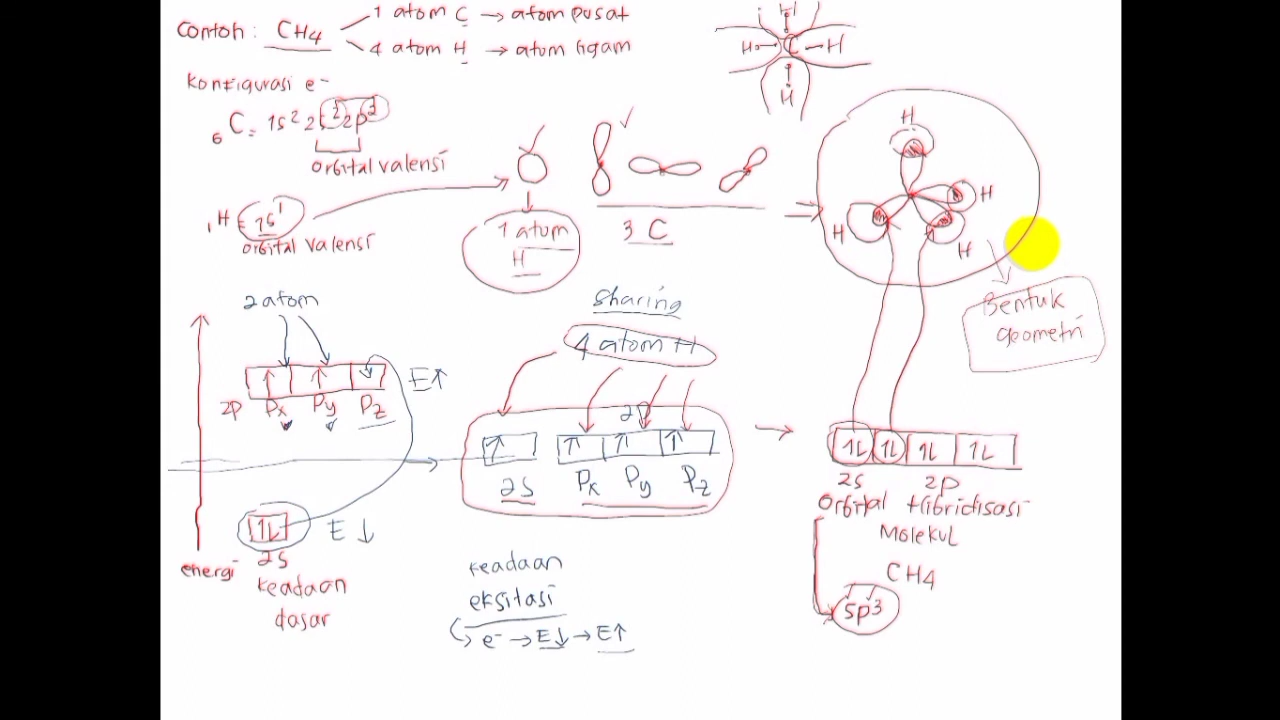 Contoh : CH4
1 atom C → atom pusat
4 atom H → atom ligam
H
H C H
H
Konfigurasi e-
6 C = 1s² 2s² 2p²
orbital valensi
1 H = 1s¹
orbital valensi
1 atom
H
3 C
H
H
H
H
Bentuk
geometri
2 atom
sharing
4 atom H
E↑
2p Px Py Pz
2p
2s Px Py Pz
2s 2p
Orbital Hibridisasi
Molekul
CH4
sp³
E ↓
2s
energi
keadaan
dasar
keadaan
eksitasi
e- → E↓ → E↑